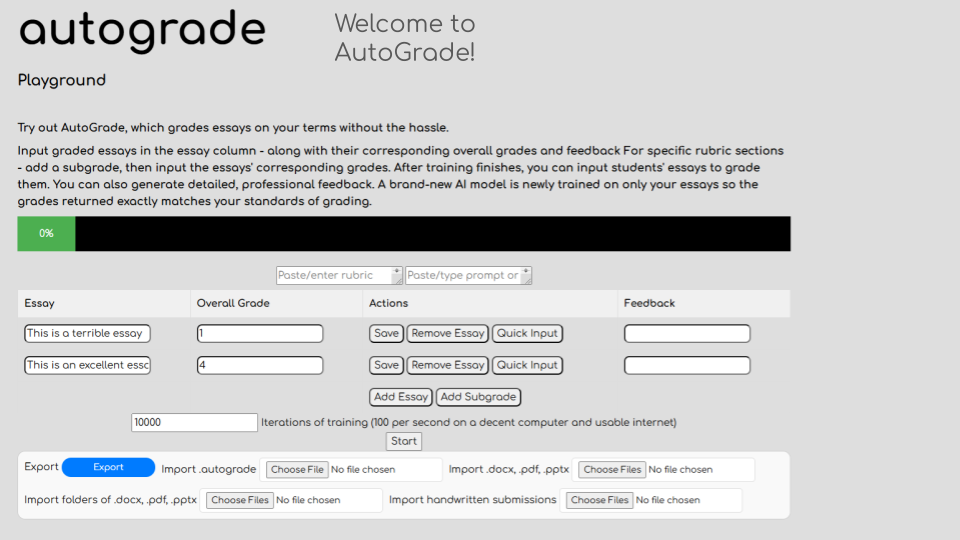 autograde
Welcome to
AutoGrade!
Playground
Try out AutoGrade, which grades essays on your terms without the hassle.
Input graded essays in the essay column - along with their corresponding overall grades and feedback For specific rubric sections
- add a subgrade, then input the essays' corresponding grades. After training finishes, you can input students' essays to grade
them. You can also generate detailed, professional feedback. A brand-new AI model is newly trained on only your essays so the
grades returned exactly matches your standards of grading.
0%
Paste/enter rubric Paste/type prompt or
Essay Overall Grade Actions Feedback
This is a terrible essay 1 Save Remove Essay Quick Input
This is an excellent essc 4 Save Remove Essay Quick Input
Add Essay Add Subgrade
10000 Iterations of training (100 per second on a decent computer and usable internet)
Start
Export Export Import .autograde Choose File No file chosen Import .docx, .pdf, .pptx Choose Files No file chosen
Import folders of .docx, .pdf, .pptx Choose Files No file chosen Import handwritten submissions Choose Files No file chosen